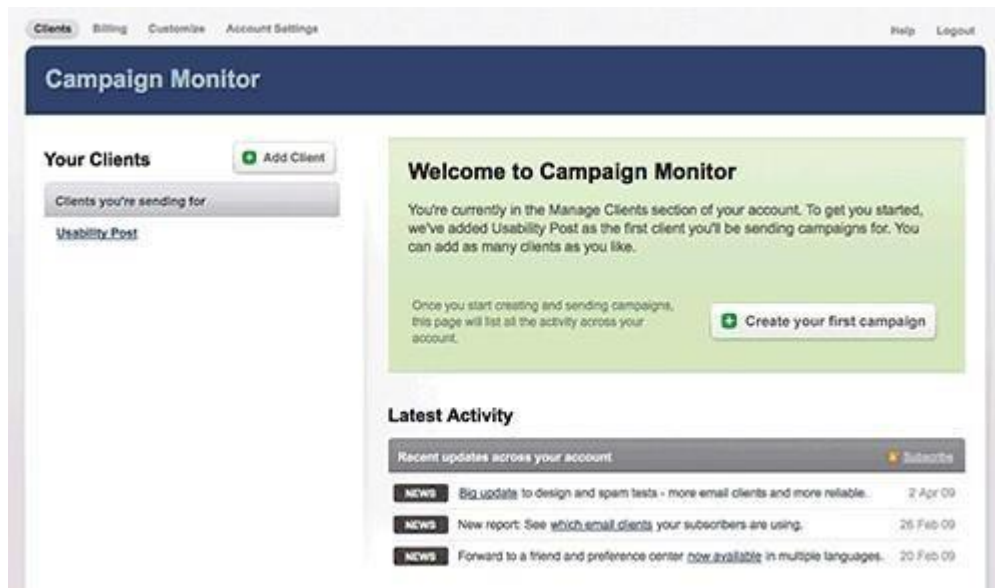 Clients Billing Customize Account Settings Help Logout
Campaign Monitor
Your Clients
Add Client
Clients you're sending for
Usability Post
Welcome to Campaign Monitor
You're currently in the Manage Clients section of your account. To get you started,
we've added Usability Post as the first client you'll be sending campaigns for. You
can add as many clients as you like.
Once you start creating and sending campaigns,
this page will list all the activity across your
account.
Create your first campaign
Latest Activity
Recent updates across your account Subscribe
NEWS Big update to design and spam tests - more email clients and more reliable. 2 Apr 09
NEWS New report: See which email clients your subscribers are using. 26 Feb 09
NEWS Forward to a friend and preference center now available in multiple languages. 20 Feb 09